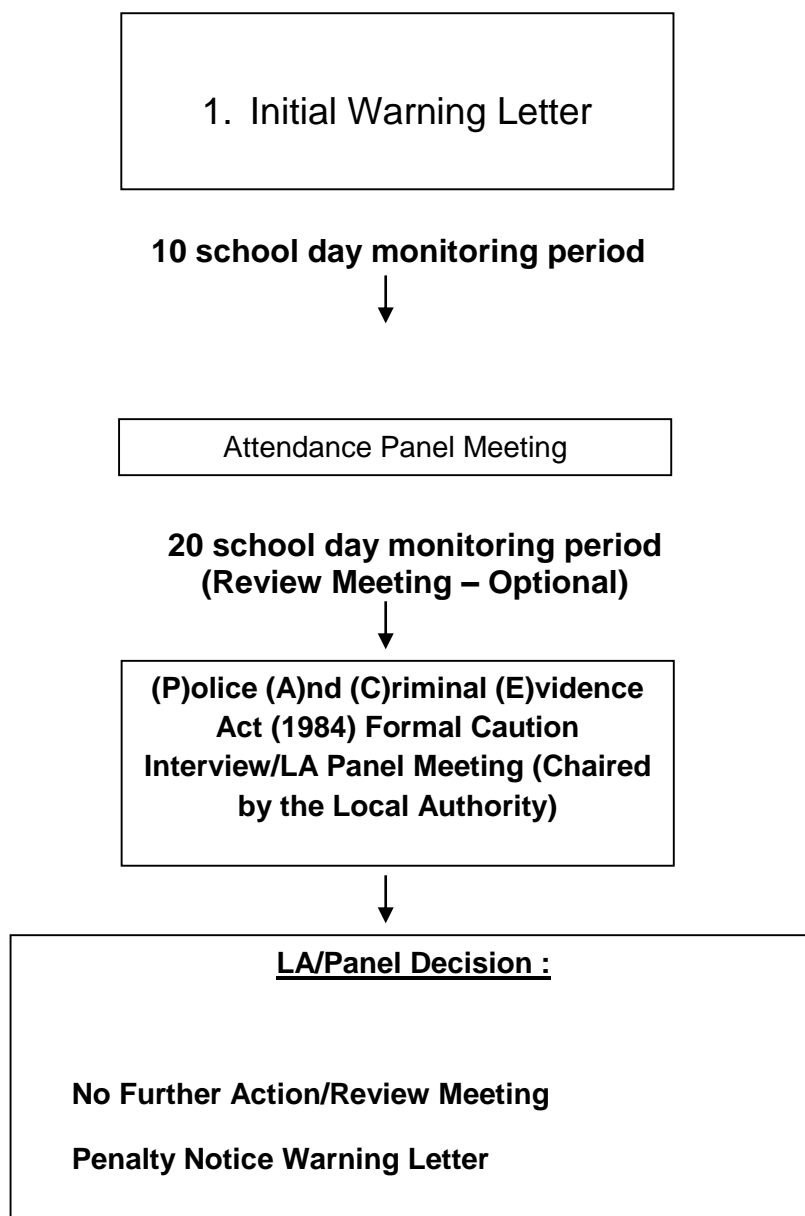 1. Initial Warning Letter
10 school day monitoring period
Attendance Panel Meeting
20 school day monitoring period
(Review Meeting – Optional)
(P)olice (A)nd (C)riminal (E)vidence
Act (1984) Formal Caution
Interview/LA Panel Meeting (Chaired
by the Local Authority)
LA/Panel Decision :
No Further Action/Review Meeting
Penalty Notice Warning Letter